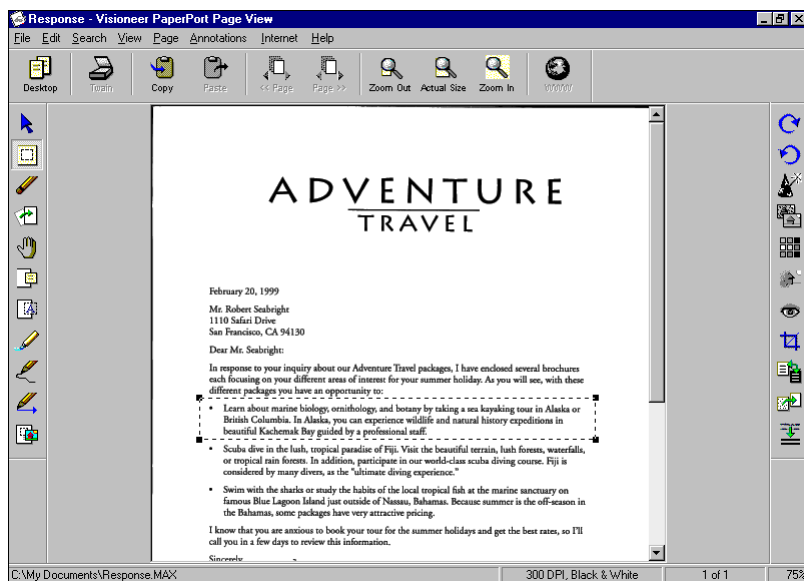 Response - Visioneer PaperPort Page View
File Edit Search View Page Annotations Internet Help
Desktop Twain Copy Paste << Page Page >> Zoom Out Actual Size Zoom In WWW
ADVENTURE
TRAVEL
February 20, 1999
Mr. Robert Seabright
1110 Safari Drive
San Francisco, CA 94130
Dear Mr. Seabright:
In response to your inquiry about our Adventure Travel packages, I have enclosed several brochures
each focusing on your different areas of interest for your summer holiday. As you will see, with these
different packages you have an opportunity to:
• Learn about marine biology, ornithology, and botany by taking a sea kayaking tour in Alaska or
British Columbia. In Alaska, you can experience wildlife and natural history expeditions in
beautiful Kachemak Bay guided by a professional staff.
• Scuba dive in the lush, tropical paradise of Fiji. Visit the beautiful terrain, lush forests, waterfalls,
or tropical rain forests. In addition, participate in our world-class scuba diving course. Fiji is
considered by many divers, as the "ultimate diving experience."
• Swim with the sharks or study the habits of the local tropical fish at the marine sanctuary on
famous Blue Lagoon Island just outside of Nassau, Bahamas. Because summer is the off-season in
the Bahamas, some packages have very attractive pricing.
I know that you are anxious to book your tour for the summer holidays and get the best rates, so I'll
call you in a few days to review this information.
Sincerely
C:\My Documents\Response.MAX 300 DPI, Black & White 1 of 1 75%